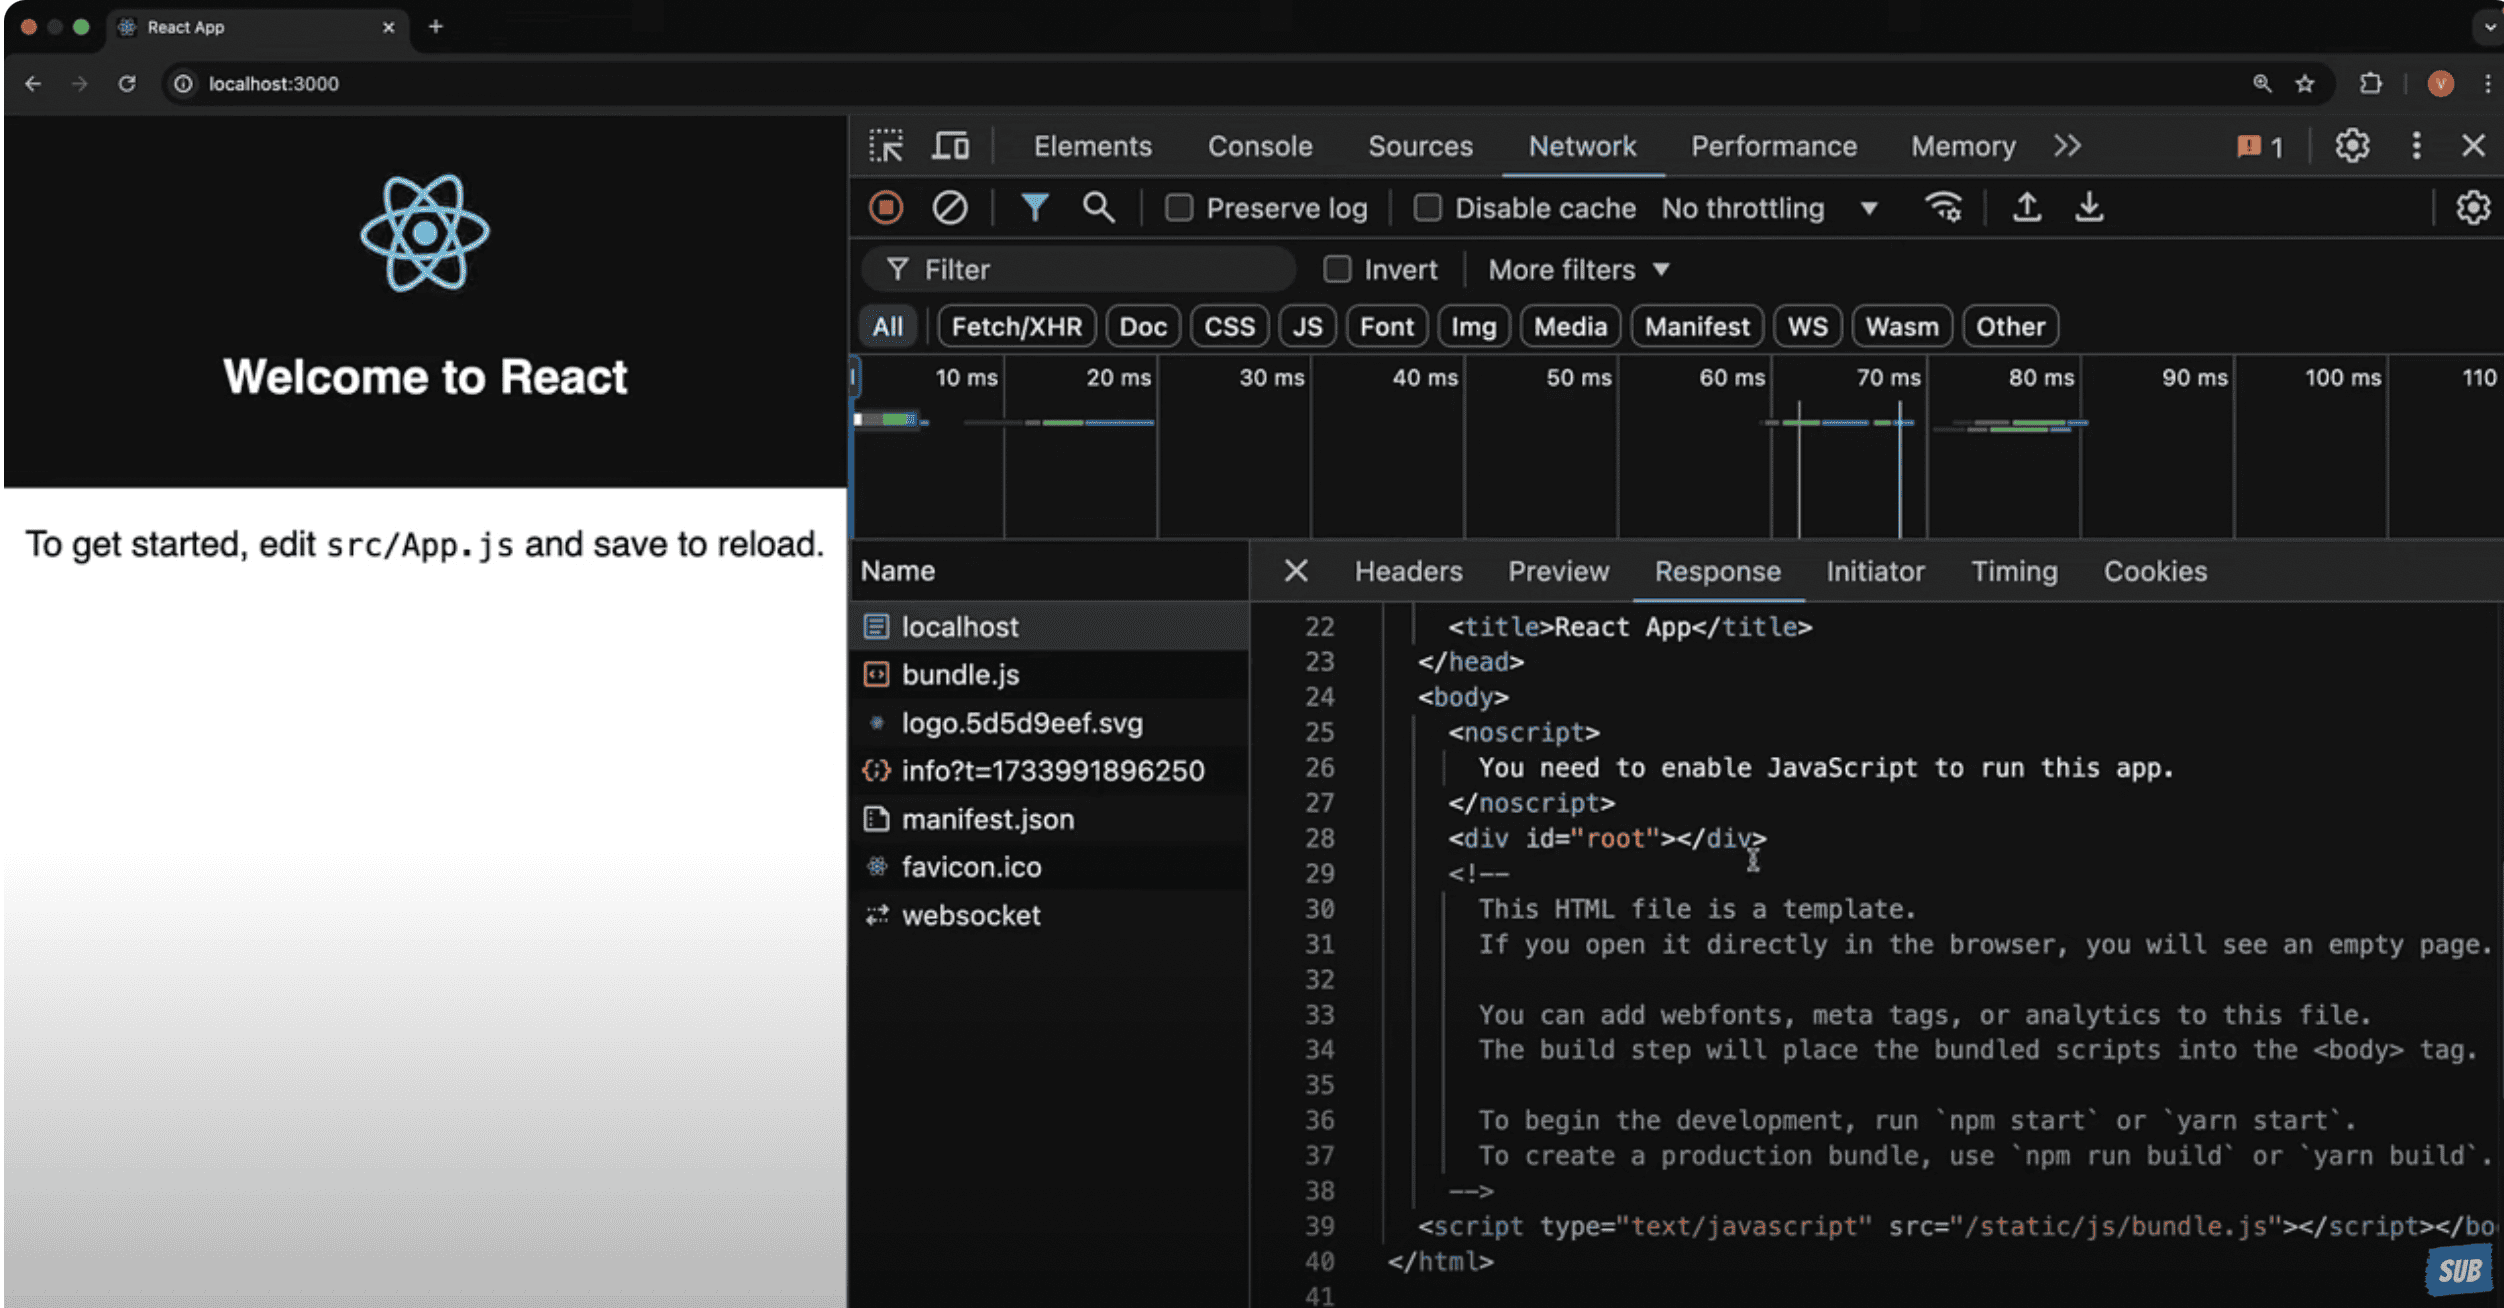 React App
localhost:3000
V
Welcome to React
To get started, edit src/App.js and save to reload.
Elements Console Sources Network Performance Memory 1
Preserve log Disable cache No throttling
Filter Invert More filters
All Fetch/XHR Doc CSS JS Font Img Media Manifest WS Wasm Other
10 ms 20 ms 30 ms 40 ms 50 ms 60 ms 70 ms 80 ms 90 ms 100 ms 110
Name
localhost
bundle.js
logo.5d5d9eef.svg
info?t=1733991896250
manifest.json
favicon.ico
websocket
Headers Preview Response Initiator Timing Cookies
22 <title>React App</title>
23 </head>
24 <body>
25 <noscript>
26 You need to enable JavaScript to run this app.
27 </noscript>
28 <div id="root"></div>
29 <!--
30 This HTML file is a template.
31 If you open it directly in the browser, you will see an empty page.
32
33 You can add webfonts, meta tags, or analytics to this file.
34 The build step will place the bundled scripts into the <body> tag.
35
36 To begin the development, run `npm start` or `yarn start`.
37 To create a production bundle, use `npm run build` or `yarn build`.
38 -->
39 <script type="text/javascript" src="/static/js/bundle.js"></script></bo
40 </html>
41
SUB